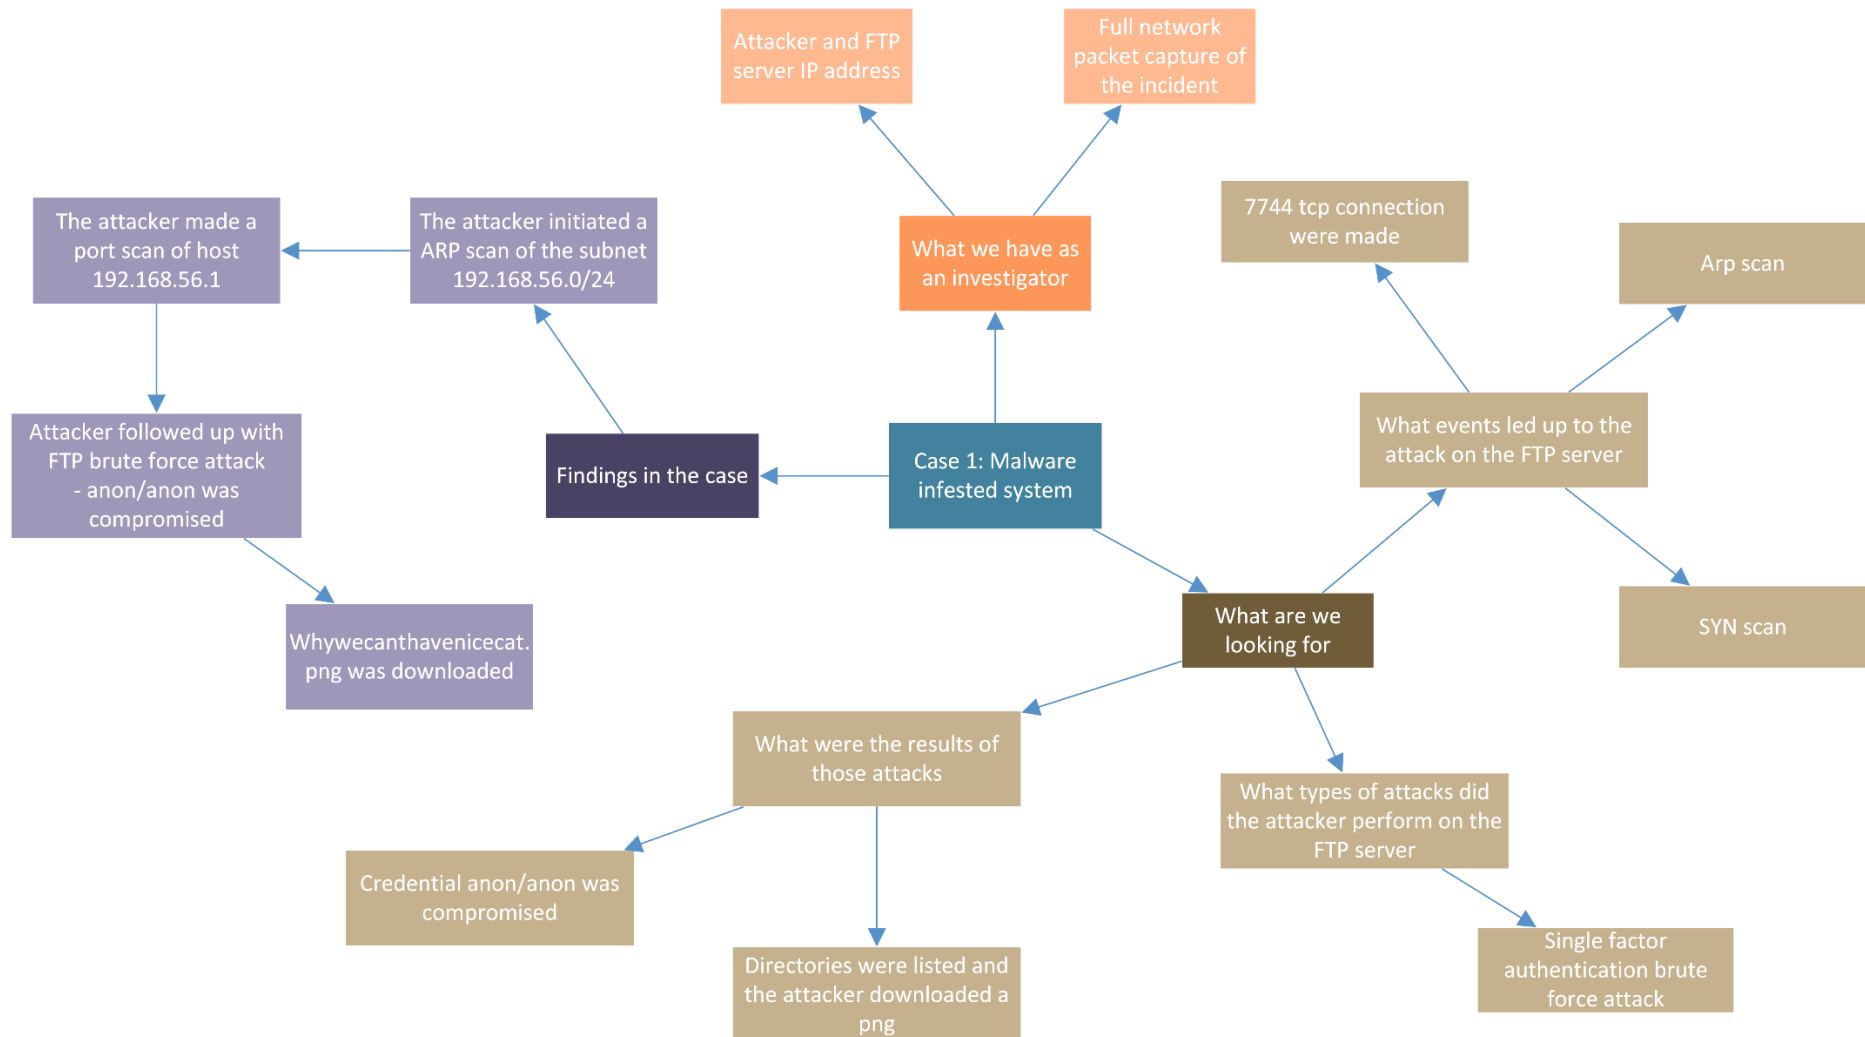 Attacker and FTP
server IP address
Full network
packet capture of
the incident
The attacker made a
port scan of host
192.168.56.1
The attacker initiated a
ARP scan of the subnet
192.168.56.0/24
What we have as
an investigator
7744 tcp connection
were made
Arp scan
Attacker followed up with
FTP brute force attack
- anon/anon was
compromised
Findings in the case
Case 1: Malware
infested system
What events led up to the
attack on the FTP server
Whywecanthavenicecat.
png was downloaded
What are we
looking for
SYN scan
What were the results of
those attacks
What types of attacks did
the attacker perform on the
FTP server
Credential anon/anon was
compromised
Directories were listed and
the attacker downloaded a
png
Single factor
authentication brute
force attack